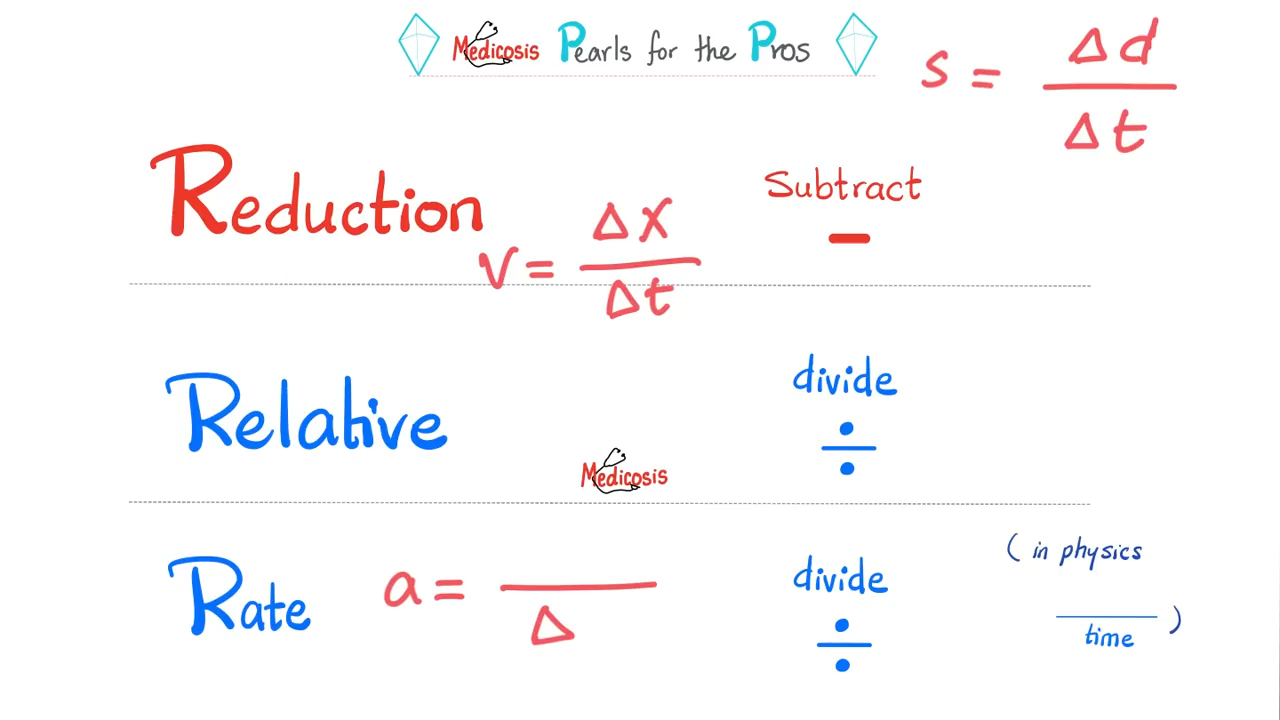 Medicosis Pearls for the Pros
s = Δd / Δt
Reduction
Subtract
−
v = Δx / Δt
Relative
divide
÷
Medicosis
Rate
a = / Δ
divide
÷
( in physics
time )